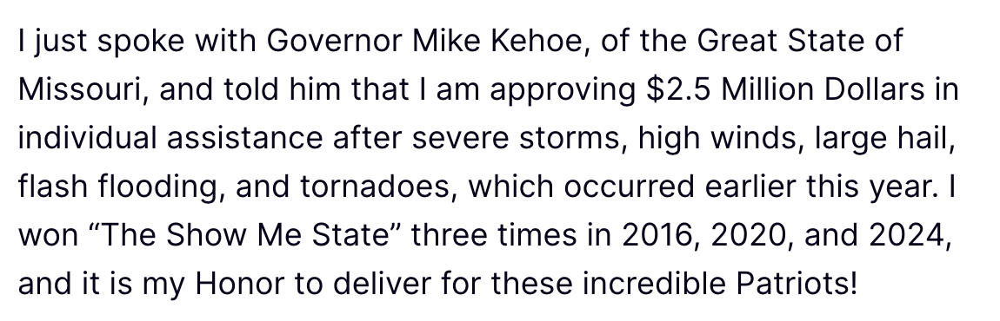 I just spoke with Governor Mike Kehoe, of the Great State of
Missouri, and told him that I am approving $2.5 Million Dollars in
individual assistance after severe storms, high winds, large hail,
flash flooding, and tornadoes, which occurred earlier this year. I
won “The Show Me State” three times in 2016, 2020, and 2024,
and it is my Honor to deliver for these incredible Patriots!